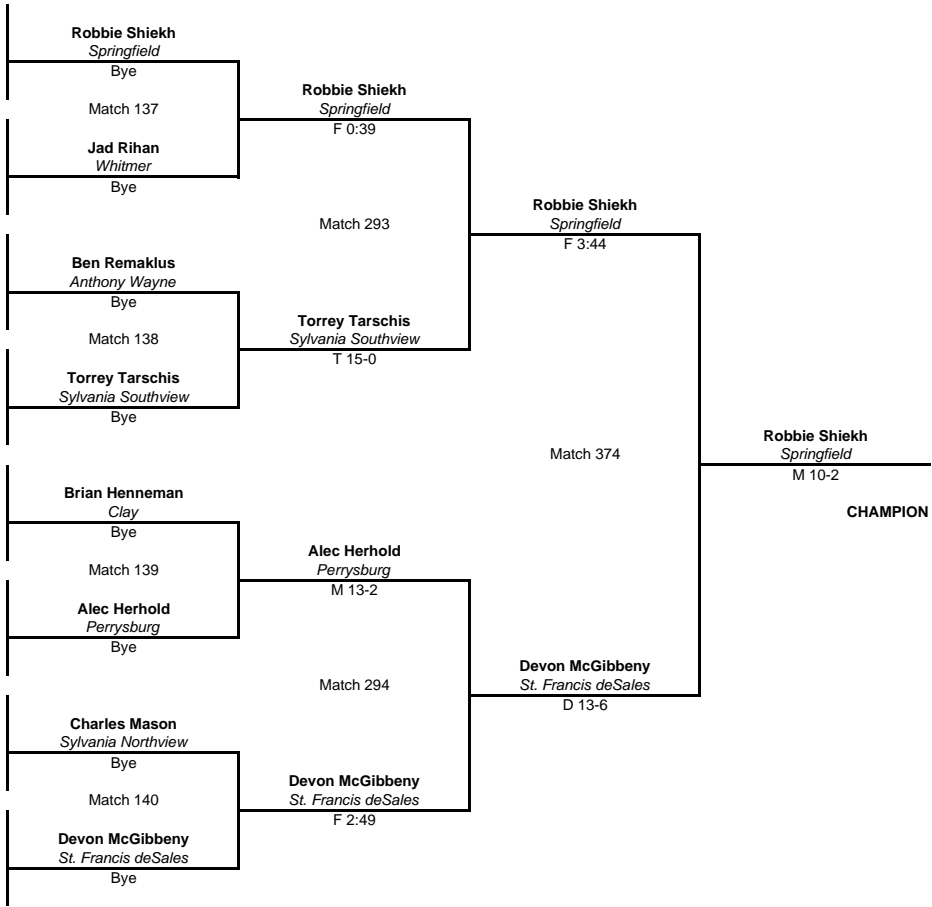 Robbie Shiekh
Springfield
Bye
Match 137
Jad Rihan
Whitmer
Bye
Robbie Shiekh
Springfield
F 0:39
Match 293
Ben Remaklus
Anthony Wayne
Bye
Match 138
Torrey Tarschis
Sylvania Southview
Bye
Torrey Tarschis
Sylvania Southview
T 15-0
Robbie Shiekh
Springfield
F 3:44
Match 374
Brian Henneman
Clay
Bye
Match 139
Alec Herhold
Perrysburg
Bye
Alec Herhold
Perrysburg
M 13-2
Match 294
Charles Mason
Sylvania Northview
Bye
Match 140
Devon McGibbeny
St. Francis deSales
Bye
Devon McGibbeny
St. Francis deSales
F 2:49
Devon McGibbeny
St. Francis deSales
D 13-6
Robbie Shiekh
Springfield
M 10-2
CHAMPION